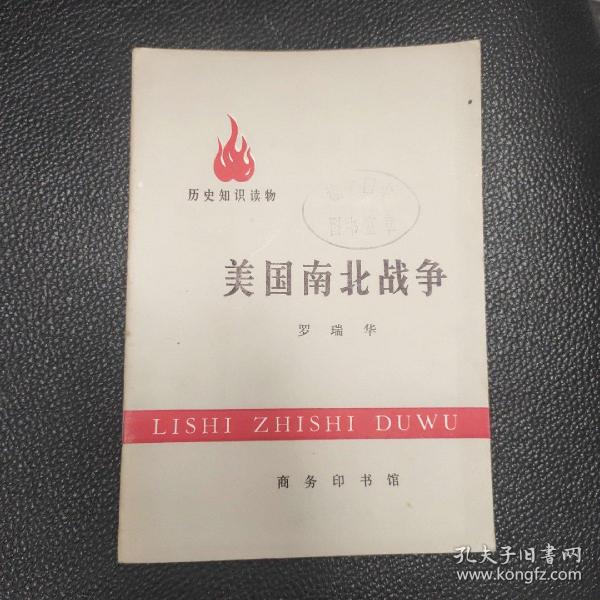 历史知识读物
美国南北战争
罗瑞华
LISHI ZHISHI DUWU
商务印书馆
孔夫子旧书网
www.kongfz.com